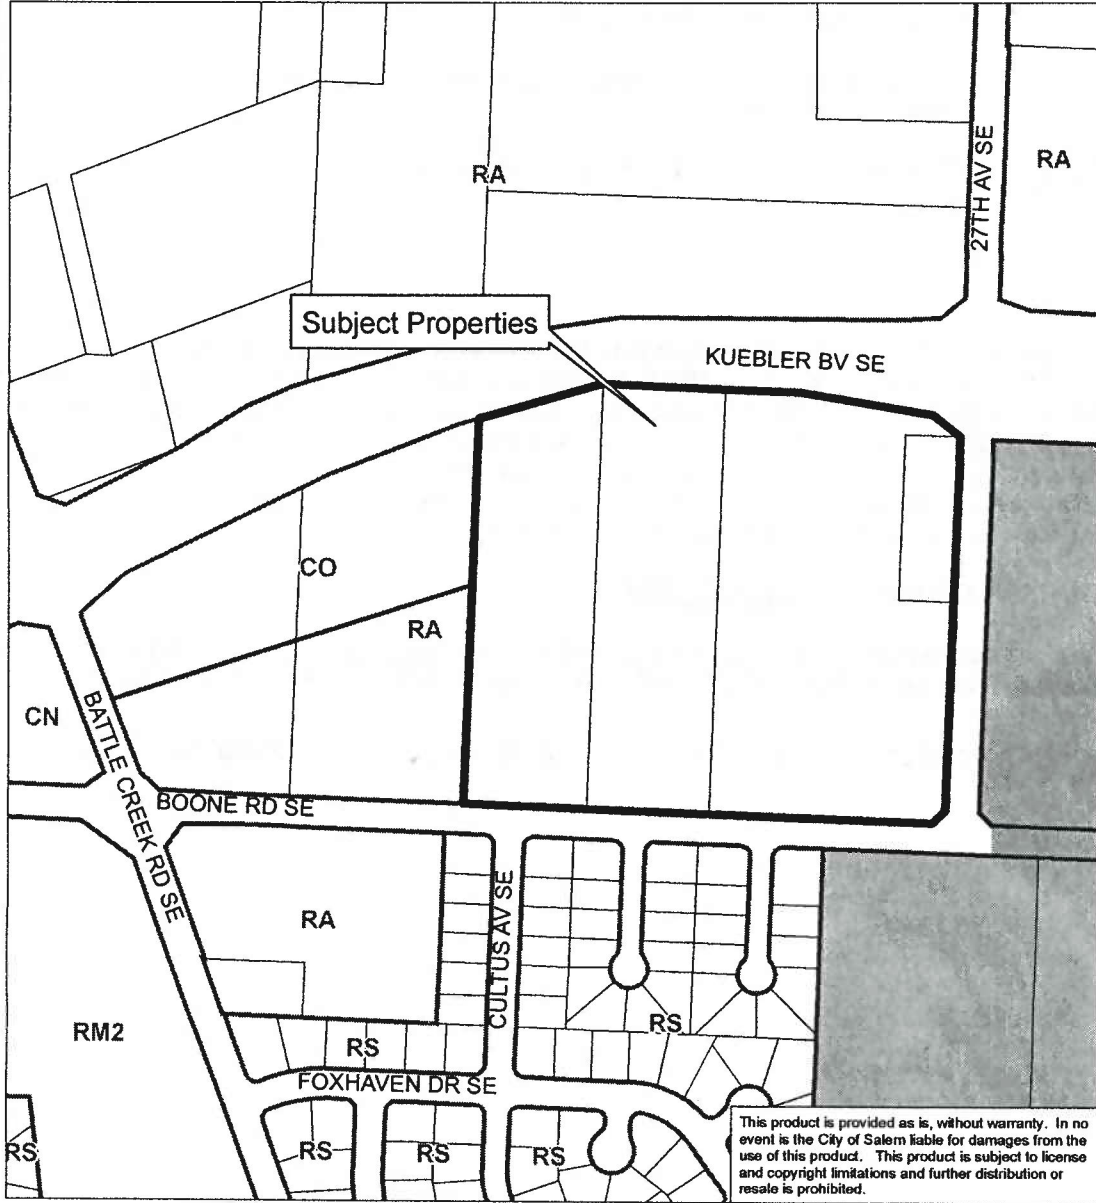 RA
RA
27TH AV SE
Subject Properties
KUEBLER BV SE
CO
RA
CN
BATTLE CREEK RD SE
BOONE RD SE
CULTUS AV SE
RA
RM2
RS
RS
FOXHAVEN DR SE
RS
RS
RS
RS
This product is provided as is, without warranty. In no
event is the City of Salem liable for damages from the
use of this product. This product is subject to license
and copyright limitations and further distribution or
resale is prohibited.